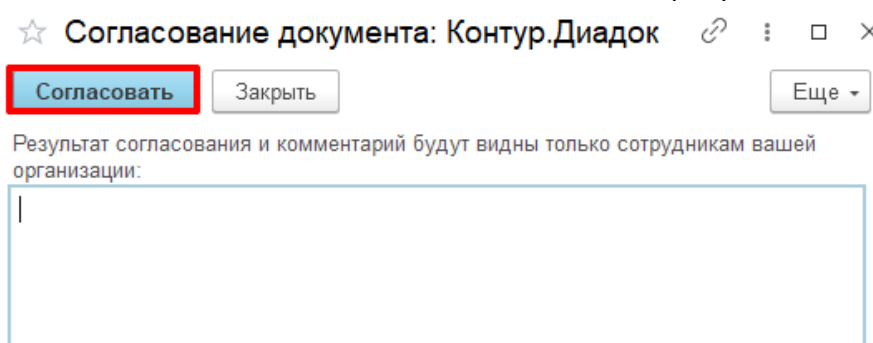 Согласование документа: Контур.Диадок
Согласовать Закрыть Еще
Результат согласования и комментарий будут видны только сотрудникам вашей
организации: